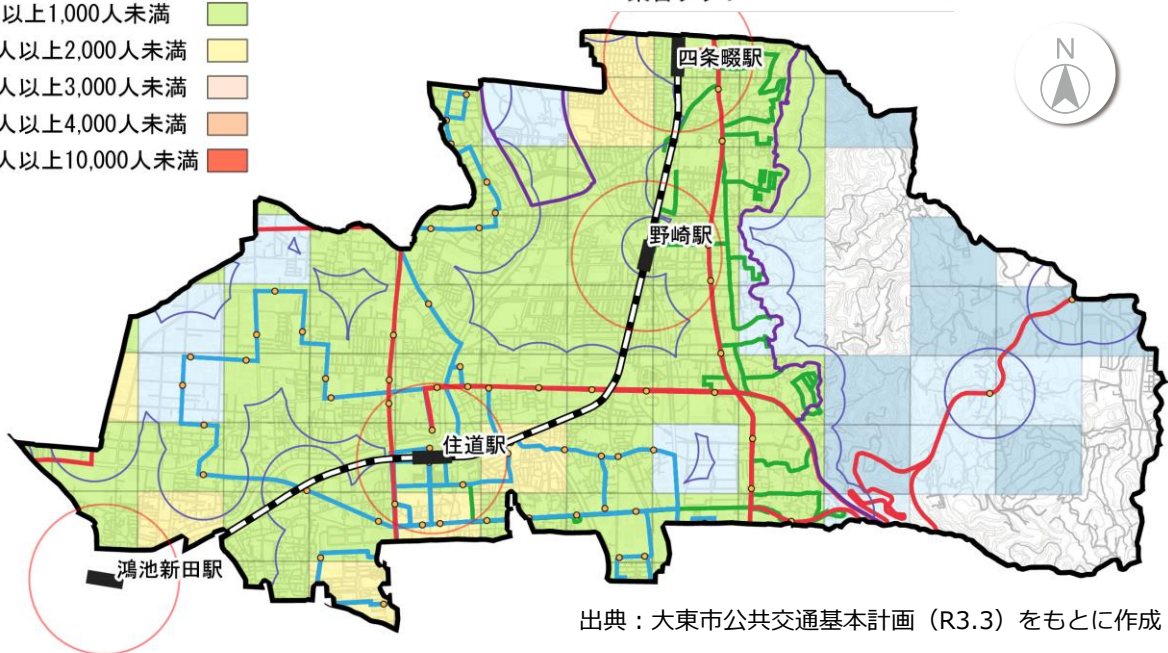 以上1,000人未満
人以上2,000人未満
人以上3,000人未満
人以上4,000人未満
人以上10,000人未満
N
四条畷駅
野崎駅
住道駅
鴻池新田駅
出典：大東市公共交通基本計画（R3.3）をもとに作成